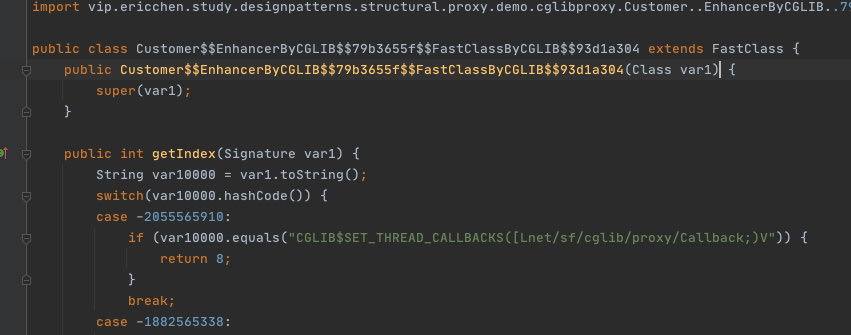 import vip.ericchen.study.designpatterns.structural.proxy.demo.cglibproxy.Customer..EnhancerByCGLIB..79
public class Customer$$EnhancerByCGLIB$$79b3655f$$FastClassByCGLIB$$93d1a304 extends FastClass {
public Customer$$EnhancerByCGLIB$$79b3655f$$FastClassByCGLIB$$93d1a304(Class var1) {
super(var1);
}
public int getIndex(Signature var1) {
String var10000 = var1.toString();
switch(var10000.hashCode()) {
case -2055565910:
if (var10000.equals("CGLIB$SET_THREAD_CALLBACKS([Lnet/sf/cglib/proxy/Callback;)V")) {
return 8;
}
break;
case -1882565338: